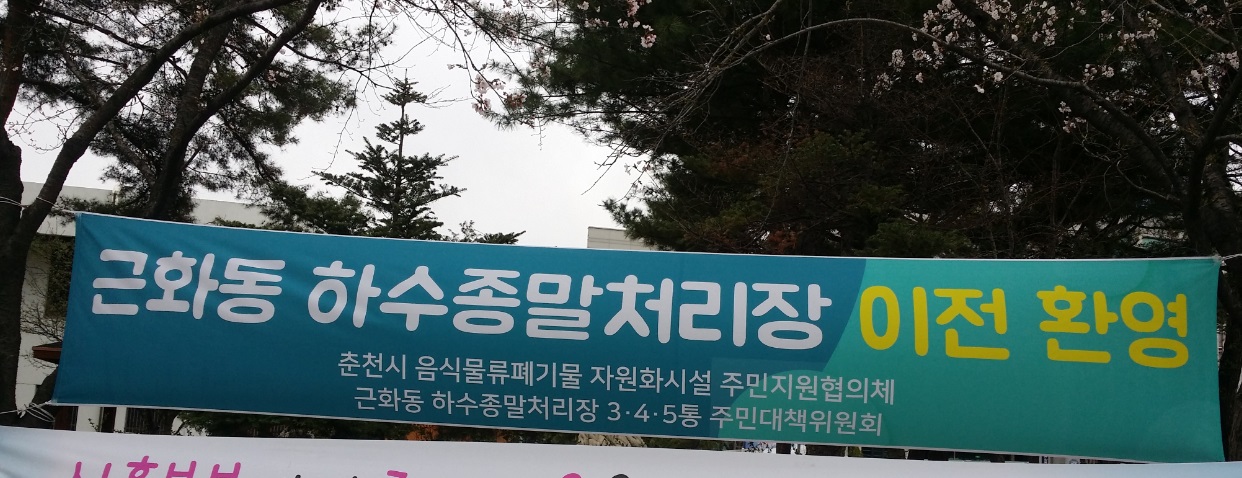 근화동 하수종말처리장 이전 환영
춘천시 음식물류폐기물 자원화시설 주민지원협의체
근화동 하수종말처리장 3·4·5통 주민대책위원회